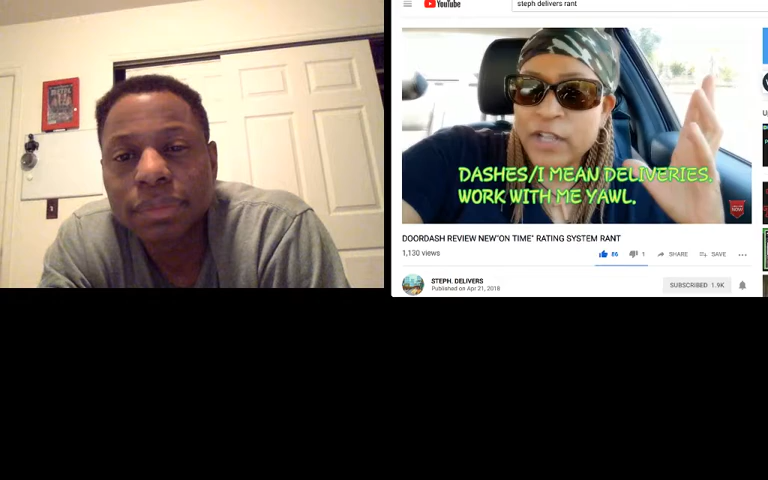 YouTube
steph delivers rant
DASHES/I MEAN DELIVERIES.
WORK WITH ME YAWL.
DOORDASH REVIEW NEW"ON TIME" RATING SYSTEM RANT
1,130 views
86
1
SHARE
SAVE
STEPH. DELIVERS
Published on Apr 21, 2018
SUBSCRIBED 1.9K